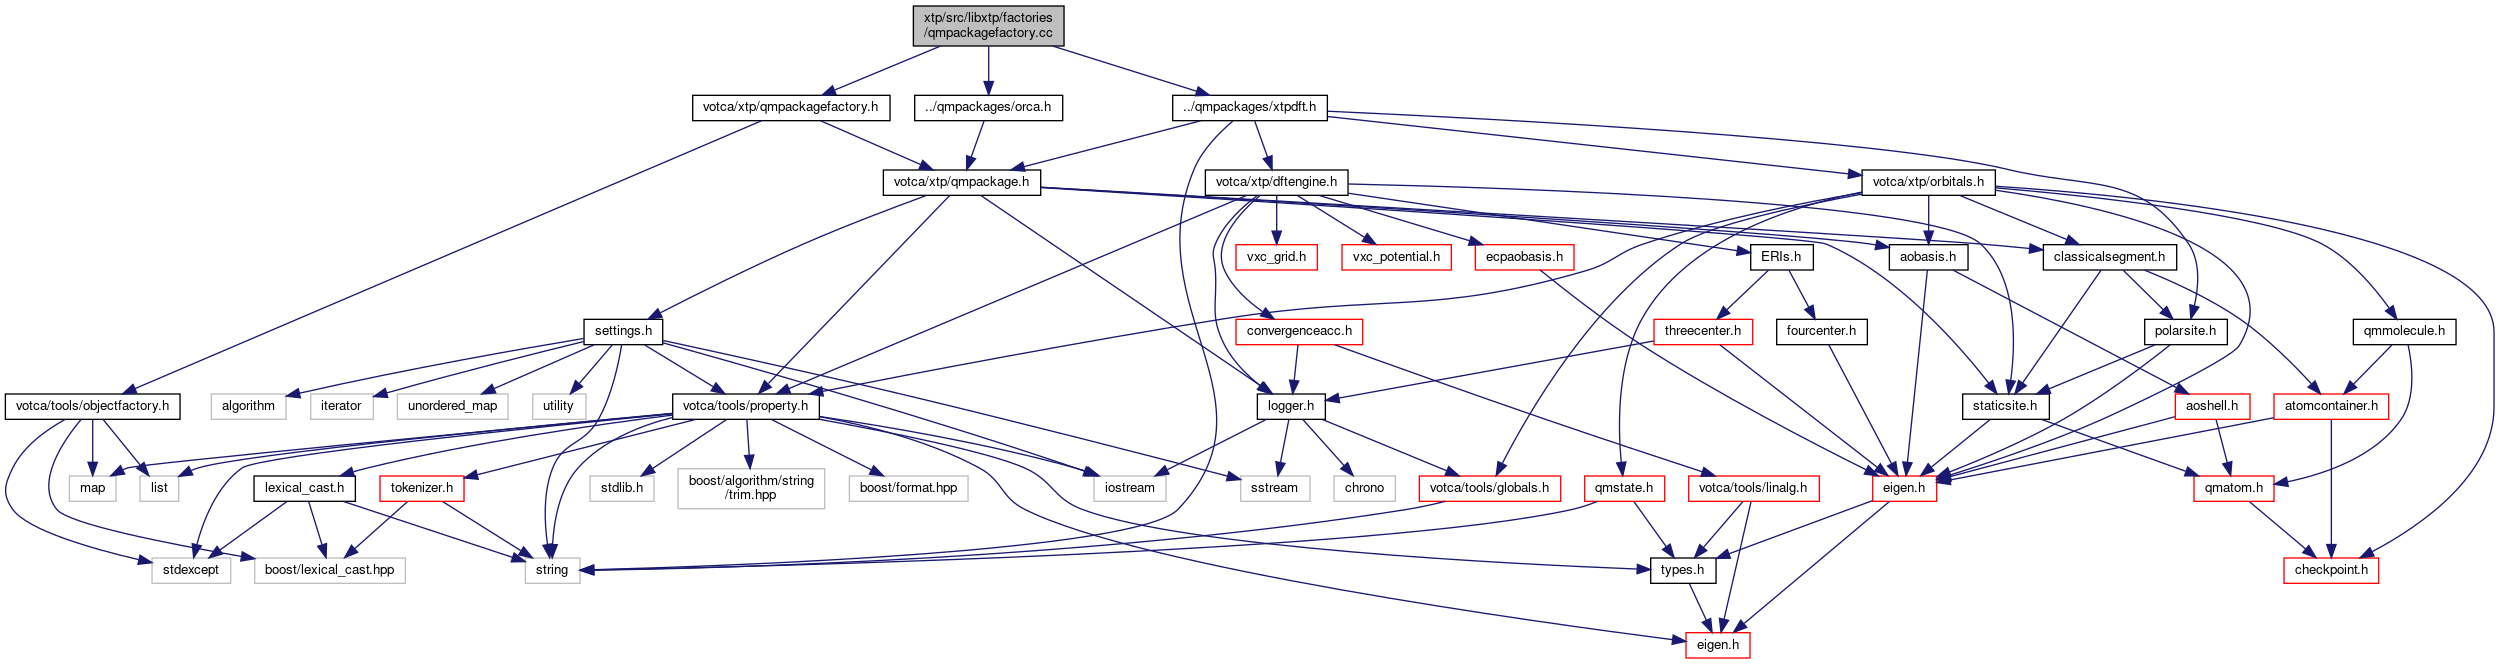 xtp/src/libxtp/factories
/qmpackagefactory.cc
votca/xtp/qmpackagefactory.h
../qmpackages/orca.h
../qmpackages/xtpdft.h
votca/xtp/qmpackage.h
votca/xtp/dftengine.h
votca/xtp/orbitals.h
vxc_grid.h
vxc_potential.h
ecpaobasis.h
ERIs.h
aobasis.h
classicalsegment.h
settings.h
convergenceacc.h
threecenter.h
fourcenter.h
polarsite.h
qmmolecule.h
votca/tools/objectfactory.h
algorithm
iterator
unordered_map
utility
votca/tools/property.h
logger.h
staticsite.h
aoshell.h
atomcontainer.h
map
list
lexical_cast.h
tokenizer.h
stdlib.h
boost/algorithm/string
/trim.hpp
boost/format.hpp
iostream
sstream
chrono
votca/tools/globals.h
qmstate.h
votca/tools/linalg.h
eigen.h
qmatom.h
stdexcept
boost/lexical_cast.hpp
string
types.h
checkpoint.h
eigen.h